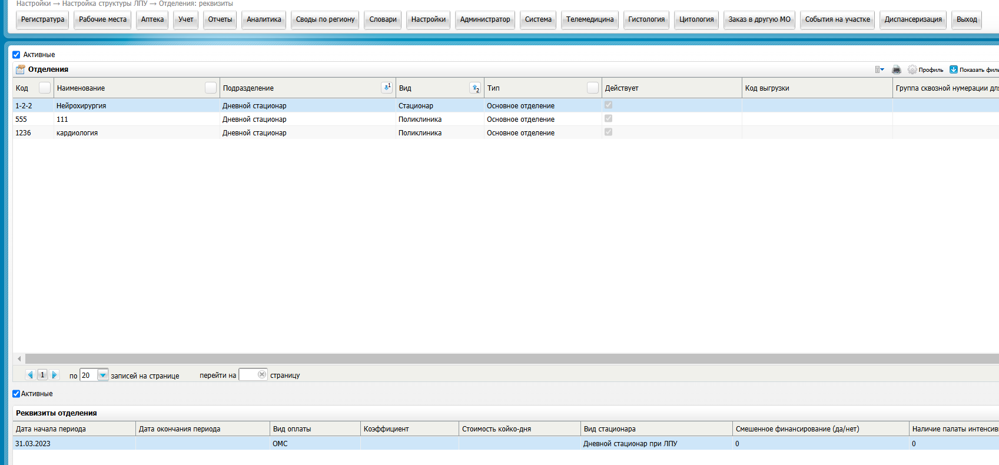 Настройки → Настройка структуры ЛПУ → Отделения: реквизиты
Регистратура Рабочие места Аптека Учет Отчеты Аналитика Своды по региону Словари Настройки Администратор Система Телемедицина Гистология Цитология Заказ в другую МО События на участке Диспансеризация Выход
Активные
Отделения Профиль Показать филь
Код Наименование Подразделение 1 Вид 2 Тип Действует Код выгрузки Группа сквозной нумерации для
1-2-2 Нейрохирургия Дневной стационар Стационар Основное отделение
555 111 Дневной стационар Поликлиника Основное отделение
1236 кардиология Дневной стационар Поликлиника Основное отделение
1 по 20 записей на странице перейти на страницу
Активные
Реквизиты отделения
Дата начала периода Дата окончания периода Вид оплаты Коэффициент Стоимость койко-дня Вид стационара Смешенное финансирование (да/нет) Наличие палаты интенсив
31.03.2023 ОМС Дневной стационар при ЛПУ 0 0